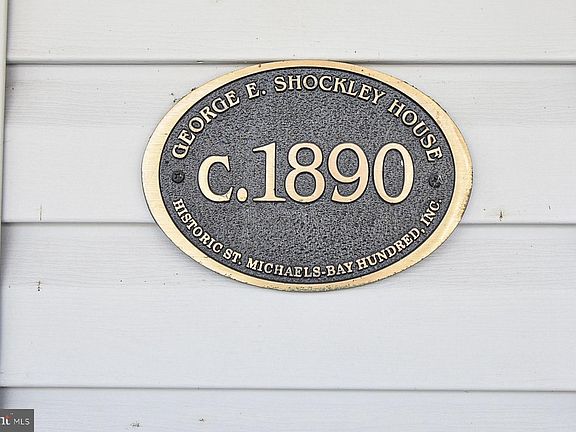 GEORGE E. SHOCKLEY HOUSE
c.1890
HISTORIC ST. MICHAELS-BAY HUNDRED, INC.
MLS